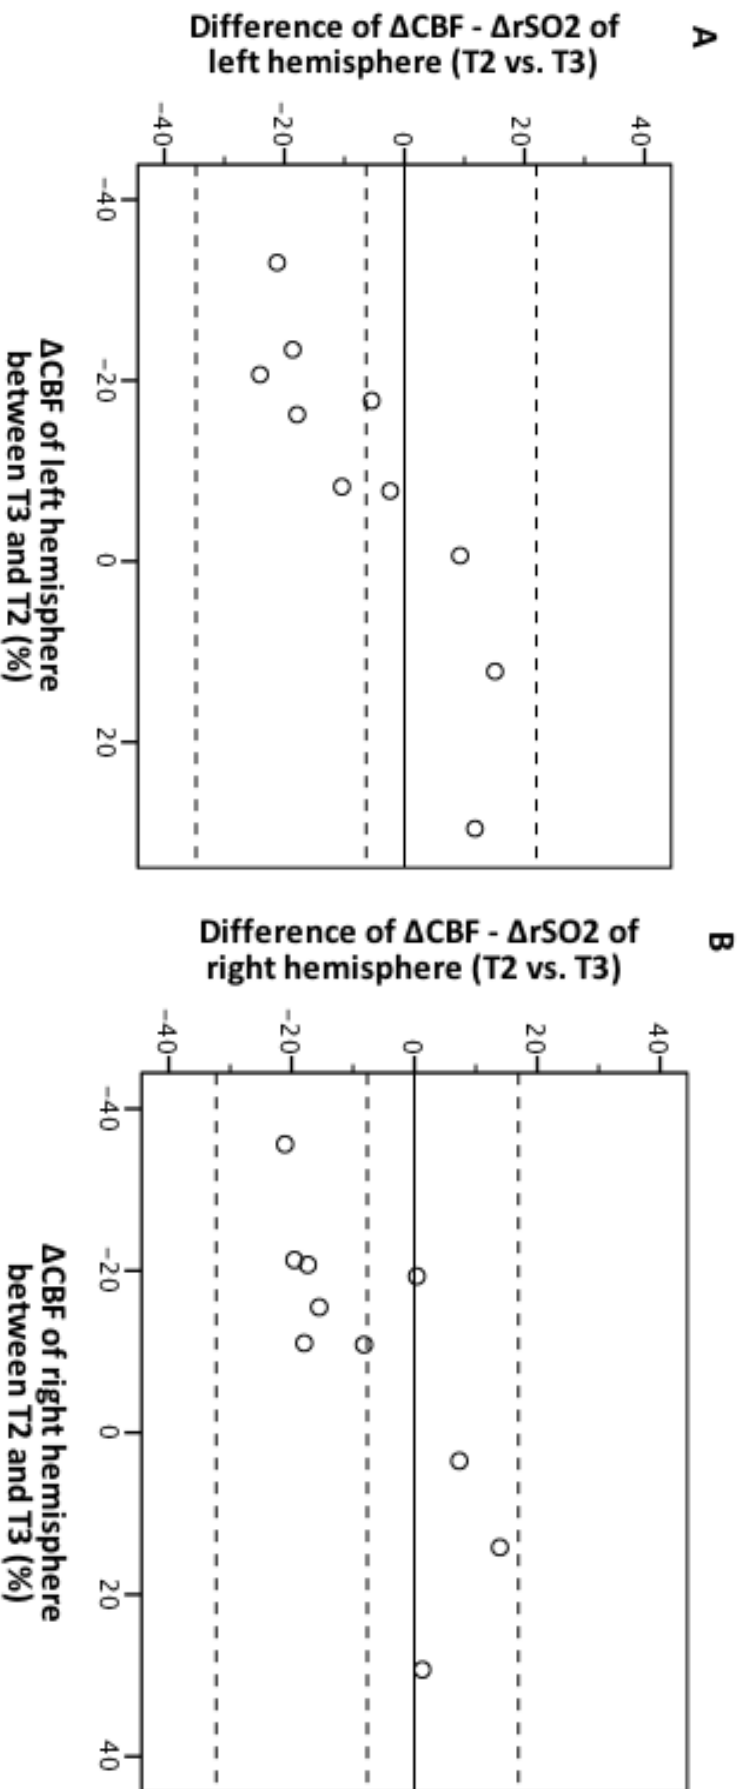 A
Difference of ΔCBF - ΔrSO2 of
left hemisphere (T2 vs. T3)
40
20
0
-20
-40
-40
-20
0
20
ΔCBF of left hemisphere
between T3 and T2 (%)
B
Difference of ΔCBF - ΔrSO2 of
right hemisphere (T2 vs. T3)
40
20
0
-20
-40
-40
-20
0
20
40
ΔCBF of right hemisphere
between T2 and T3 (%)